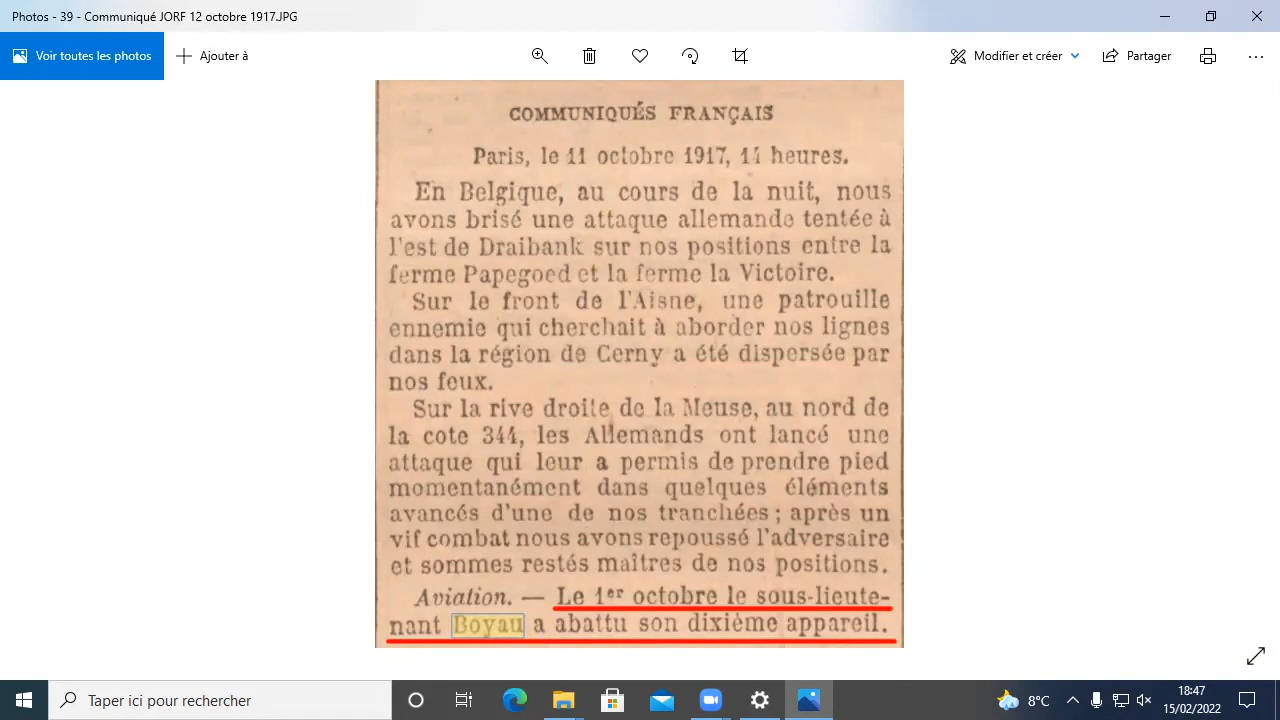 Photos - 39 - Communiqué JORF 12 octobre 1917.JPG
Voir toutes les photos
Ajouter à
Modifier et créer
Partager
COMMUNIQUÉS FRANÇAIS
Paris, le 11 octobre 1917, 14 heures.
En Belgique, au cours de la nuit, nous
avons brisé une attaque allemande tentée à
l'est de Draibank sur nos positions entre la
ferme Papegoed et la ferme la Victoire.
Sur le front de l'Aisne, une patrouille
ennemie qui cherchait à aborder nos lignes
dans la région de Cerny a été dispersée par
nos feux.
Sur la rive droite de la Meuse, au nord de
la cote 344, les Allemands ont lancé une
attaque qui leur a permis de prendre pied
momentanément dans quelques éléments
avancés d'une de nos tranchées ; après un
vif combat nous avons repoussé l'adversaire
et sommes restés maîtres de nos positions.
Aviation. — Le 1er octobre le sous-lieute-
nant Boyau a abattu son dixième appareil.
Taper ici pour rechercher
8°C
18:47
15/02/2022